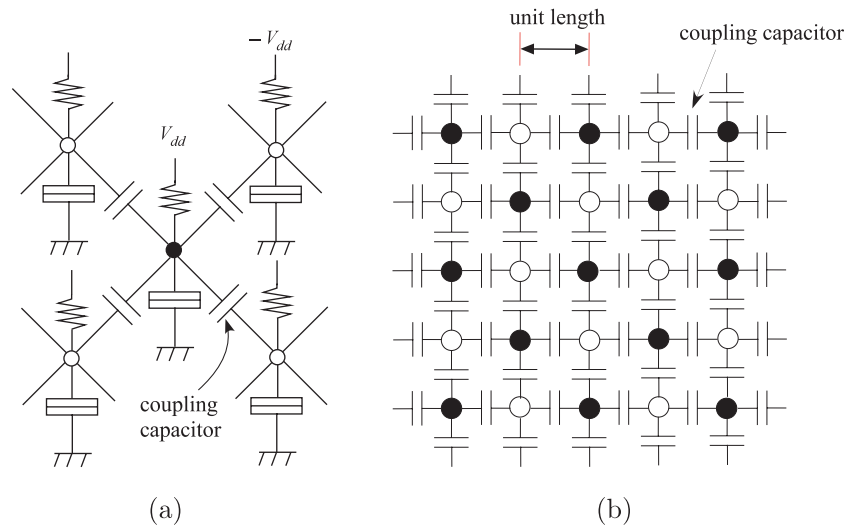 − V_dd
V_dd
coupling
capacitor
(a)
unit length
coupling capacitor
(b)